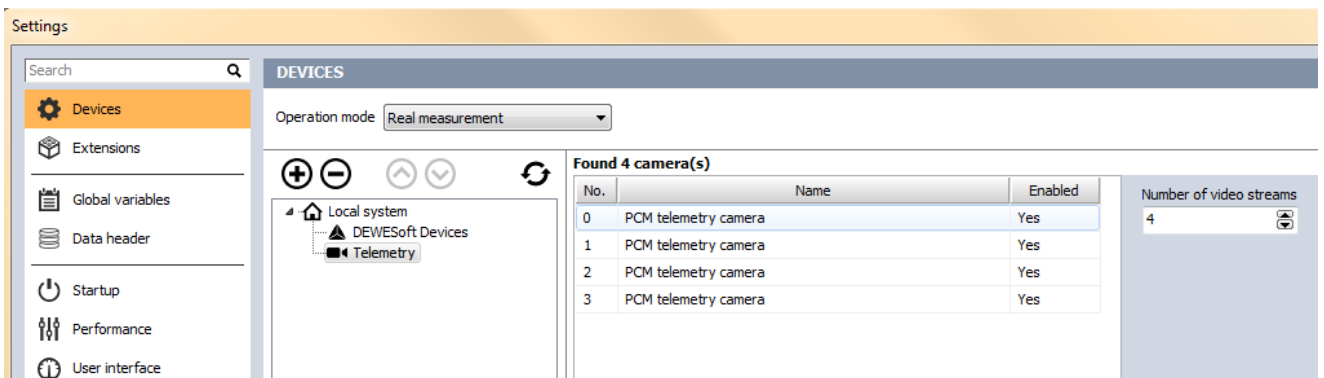 Settings
Search
Devices
Extensions
Global variables
Data header
Startup
Performance
User interface
DEVICES
Operation mode Real measurement
Local system
DEWESoft Devices
Telemetry
Found 4 camera(s)
No. Name Enabled
0 PCM telemetry camera Yes
1 PCM telemetry camera Yes
2 PCM telemetry camera Yes
3 PCM telemetry camera Yes
Number of video streams
4